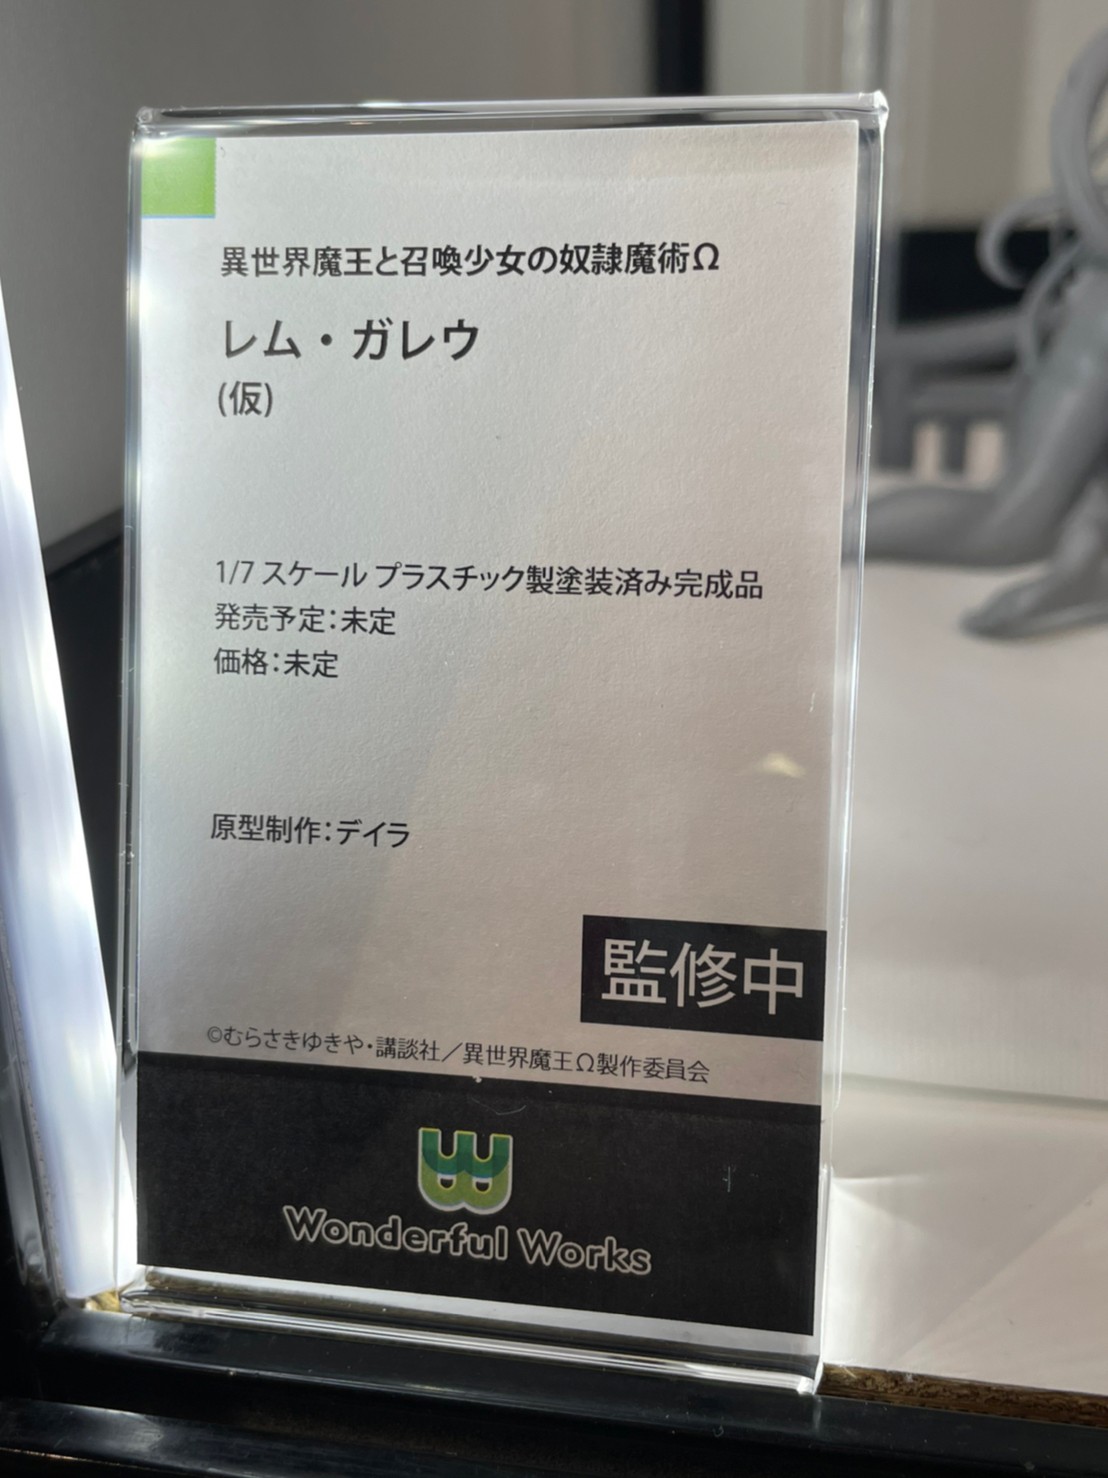 異世界魔王と召喚少女の奴隷魔術Ω
レム・ガレウ
(仮)
1/7 スケール プラスチック製塗装済み完成品
発売予定：未定
価格：未定
原型制作：デイラ
監修中
©むらさきゆきや・講談社／異世界魔王Ω製作委員会
Wonderful Works